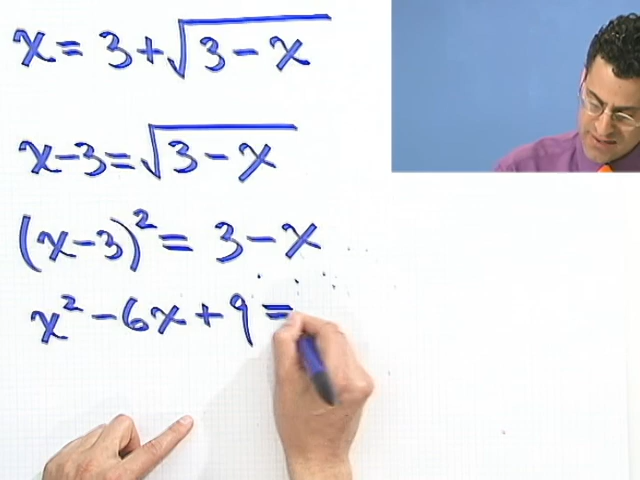 x = 3 + √(3 - x)
x - 3 = √(3 - x)
(x - 3)² = 3 - x
x² - 6x + 9 =